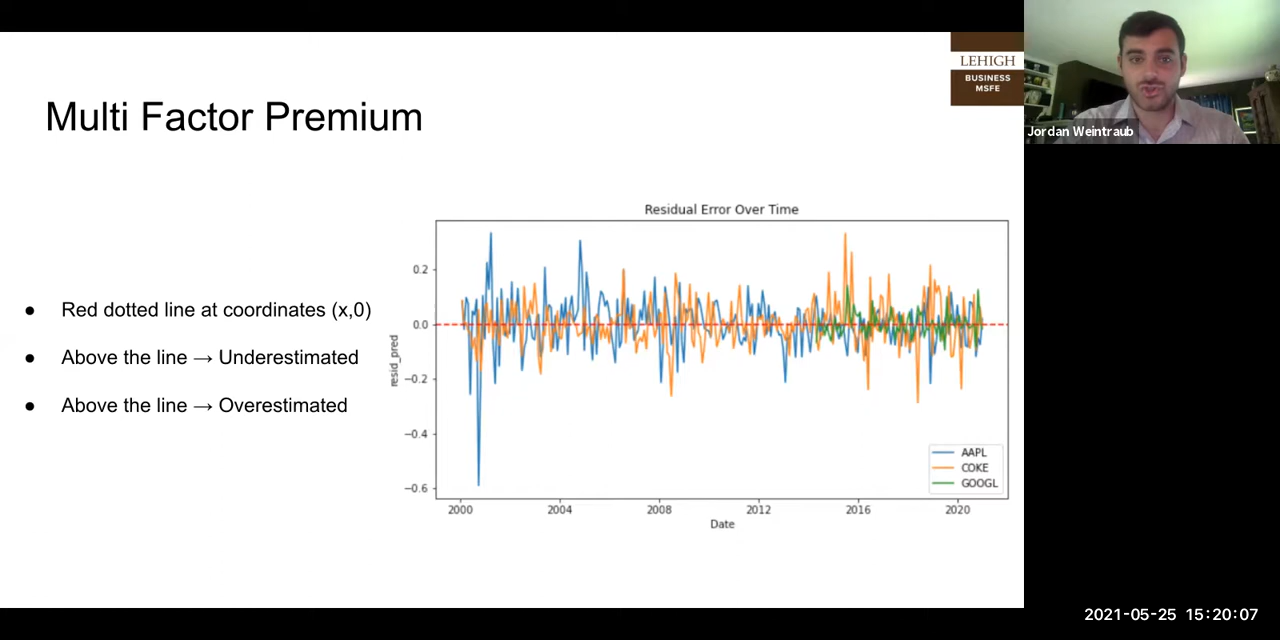 LEHIGH
BUSINESS
MSFE
Jordan Weintraub
Multi Factor Premium
● Red dotted line at coordinates (x,0)
● Above the line → Underestimated
● Above the line → Overestimated
Residual Error Over Time
resid_pred
0.2
0.0
−0.2
−0.4
−0.6
2000 2004 2008 2012 2016 2020
Date
AAPL
COKE
GOOGL
2021-05-25 15:20:07